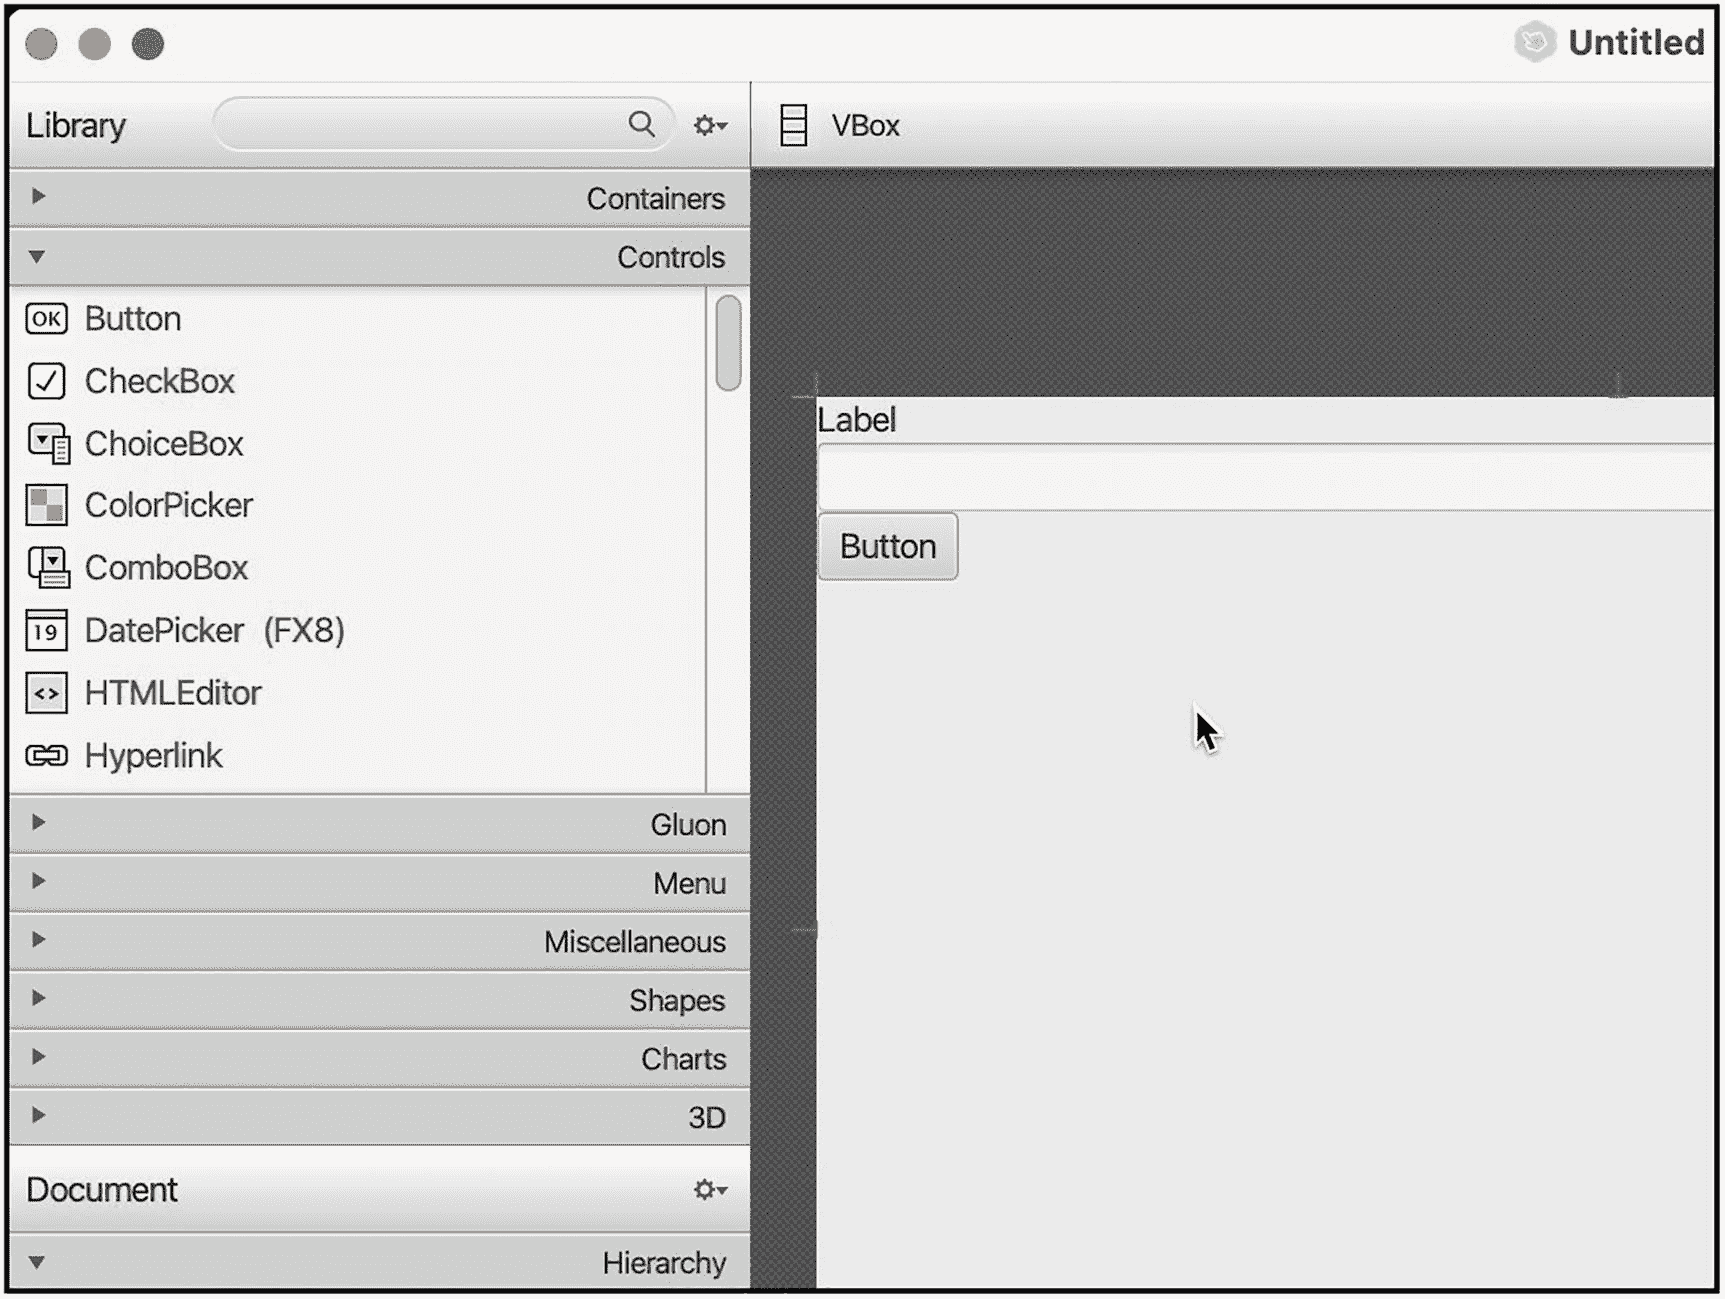 Untitled
Library
VBox
Containers
Controls
OK Button
CheckBox
ChoiceBox
ColorPicker
ComboBox
19 DatePicker (FX8)
<> HTMLEditor
Hyperlink
Gluon
Menu
Miscellaneous
Shapes
Charts
3D
Document
Hierarchy
Label
Button